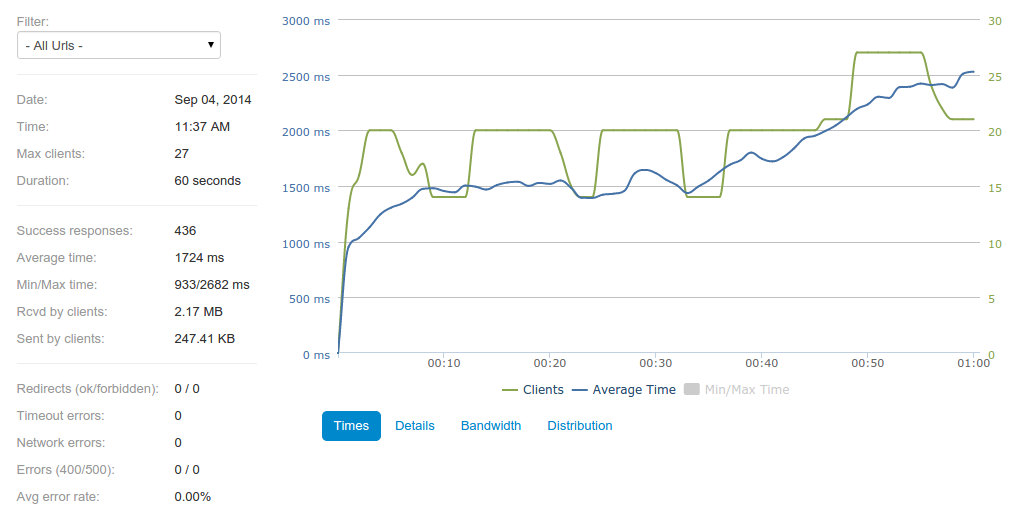 Filter:
- All Urls -
Date: Sep 04, 2014
Time: 11:37 AM
Max clients: 27
Duration: 60 seconds
Success responses: 436
Average time: 1724 ms
Min/Max time: 933/2682 ms
Rcvd by clients: 2.17 MB
Sent by clients: 247.41 KB
Redirects (ok/forbidden): 0 / 0
Timeout errors: 0
Network errors: 0
Errors (400/500): 0 / 0
Avg error rate: 0.00%
3000 ms 30
2500 ms 25
2000 ms 20
1500 ms 15
1000 ms 10
500 ms 5
0 ms 0
00:10 00:20 00:30 00:40 00:50 01:00
Clients Average Time Min/Max Time
Times Details Bandwidth Distribution